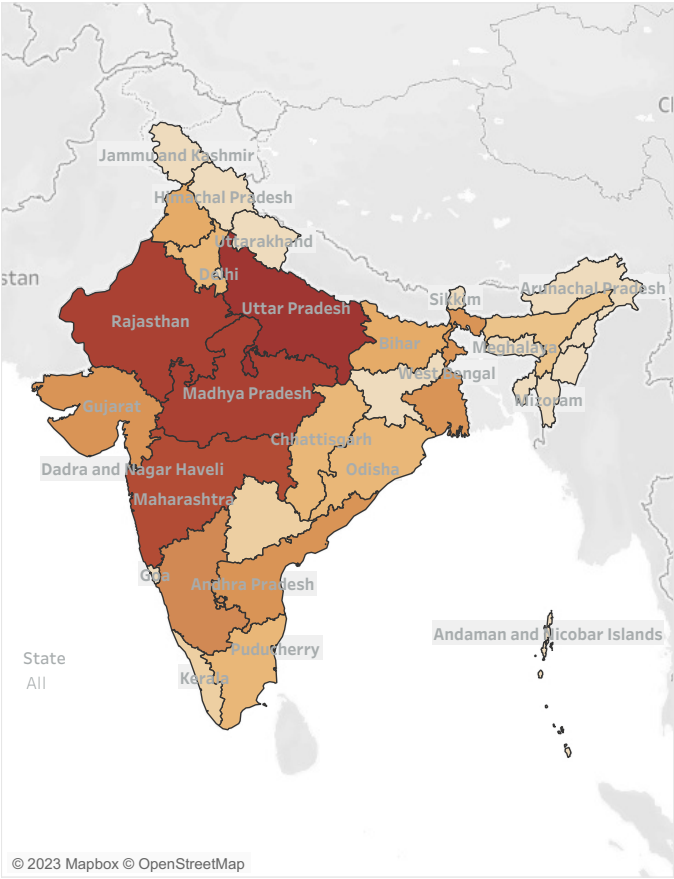 Cl
Jammu and Kashmir
Himachal Pradesh
Uttarakhand
stan
Delhi
Arunachal Pradesh
Sikkim
Uttar Pradesh
Rajasthan
Bihar
Meghalaya
West Bengal
Madhya Pradesh
Mizoram
Gujarat
Chhattisgarh
Dadra and Nagar Haveli
Odisha
Maharashtra
Goa
Andhra Pradesh
Andaman and Nicobar Islands
Puducherry
State
All
Kerala
© 2023 Mapbox © OpenStreetMap